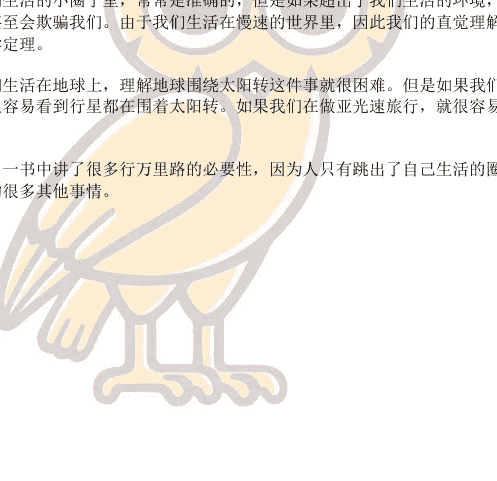 生活的小圈子里，常常是准确的，但是如果超出了我们生活的环境，
至会欺骗我们。由于我们生活在慢速的世界里，因此我们的直觉理解
定理。
生活在地球上，理解地球围绕太阳转这件事就很困难。但是如果我们
容易看到行星都在围着太阳转。如果我们在做亚光速旅行，就很容易
一书中讲了很多行万里路的必要性，因为人只有跳出了自己生活的圈
很多其他事情。